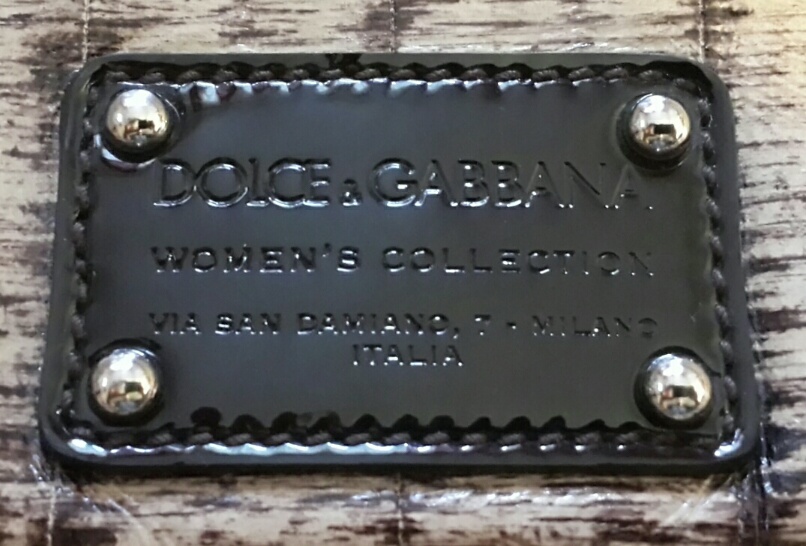 DOLCE & GABBANA
WOMEN'S COLLECTION
VIA SAN DAMIANO, 7 - MILANO
ITALIA